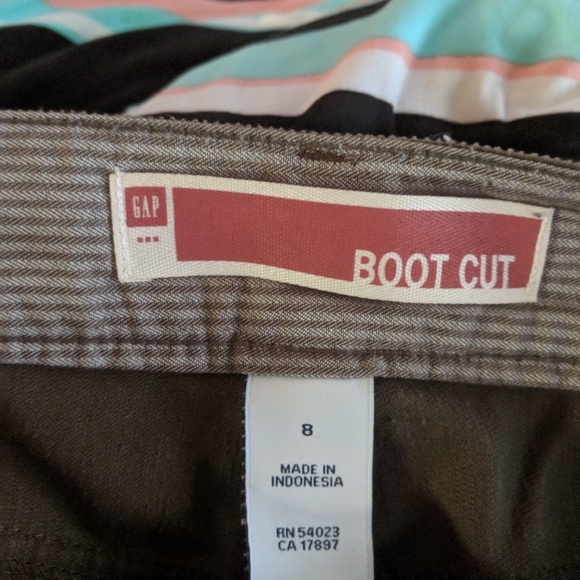 GAP
BOOT CUT
8
MADE IN
INDONESIA
RN 54023
CA 17897